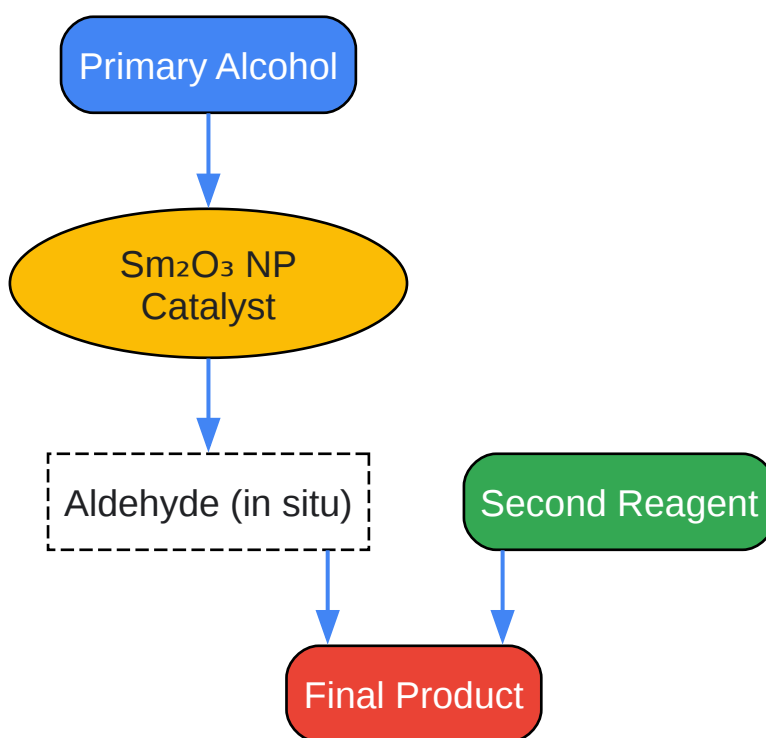 Primary Alcohol
Sm₂O₃ NP
Catalyst
Aldehyde (in situ)
Second Reagent
Final Product